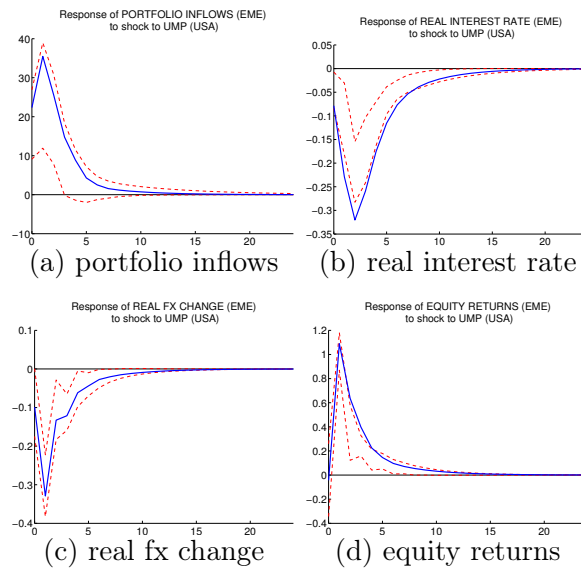 Response of PORTFOLIO INFLOWS (EME)
to shock to UMP (USA)
40
30
20
10
0
−10
0 5 10 15 20
(a) portfolio inflows
Response of REAL INTEREST RATE (EME)
to shock to UMP (USA)
0.05
0
−0.05
−0.1
−0.15
−0.2
−0.25
−0.3
−0.35
0 5 10 15 20
(b) real interest rate
Response of REAL FX CHANGE (EME)
to shock to UMP (USA)
0.1
0
−0.1
−0.2
−0.3
−0.4
0 5 10 15 20
(c) real fx change
Response of EQUITY RETURNS (EME)
to shock to UMP (USA)
1.2
1
0.8
0.6
0.4
0.2
0
−0.2
−0.4
0 5 10 15 20
(d) equity returns